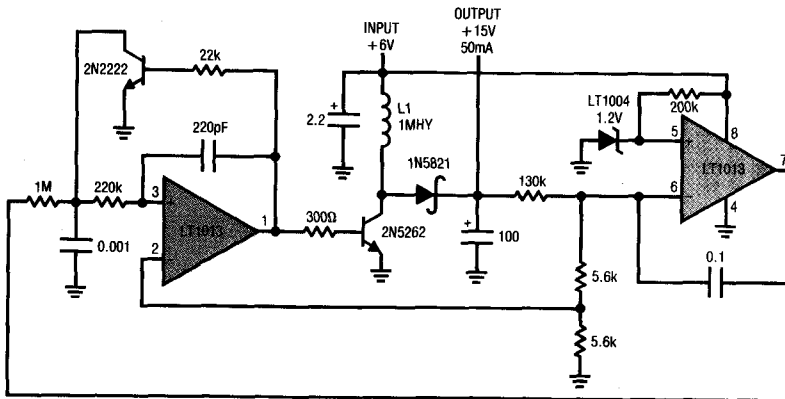 INPUT
+6V
OUTPUT
+15V
50mA
2N2222
22k
220pF
2.2
+
L1
1MHY
LT1004
1.2V
200k
1N5821
130k
5
+
8
LT1013
7
6
-
4
1M
220k
3
+
LT1013
1
2
-
0.001
300Ω
2N5262
+
100
5.6k
0.1
5.6k